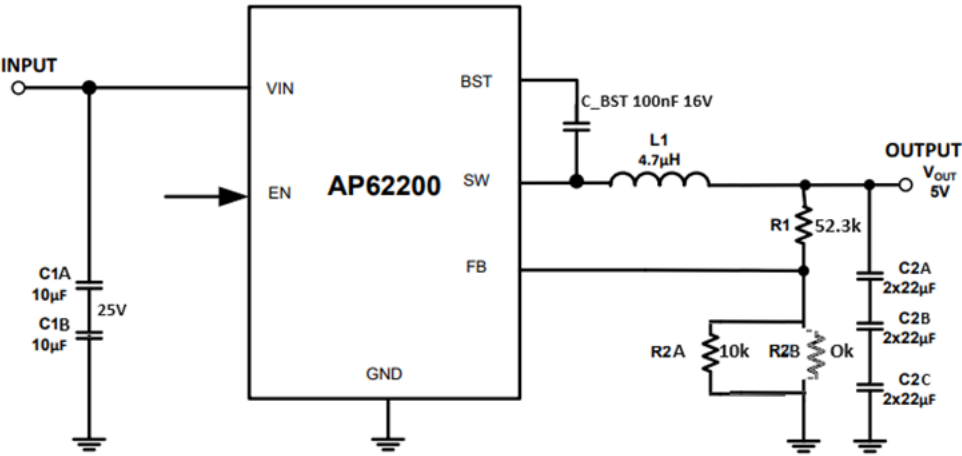 INPUT
VIN
EN
AP62200
BST
SW
FB
GND
C_BST 100nF 16V
L1
4.7µH
OUTPUT
VOUT
5V
R1 52.3k
C1A
10µF
25V
C1B
10µF
R2A 10k
R2B Ok
C2A
2x22µF
C2B
2x22µF
C2C
2x22µF